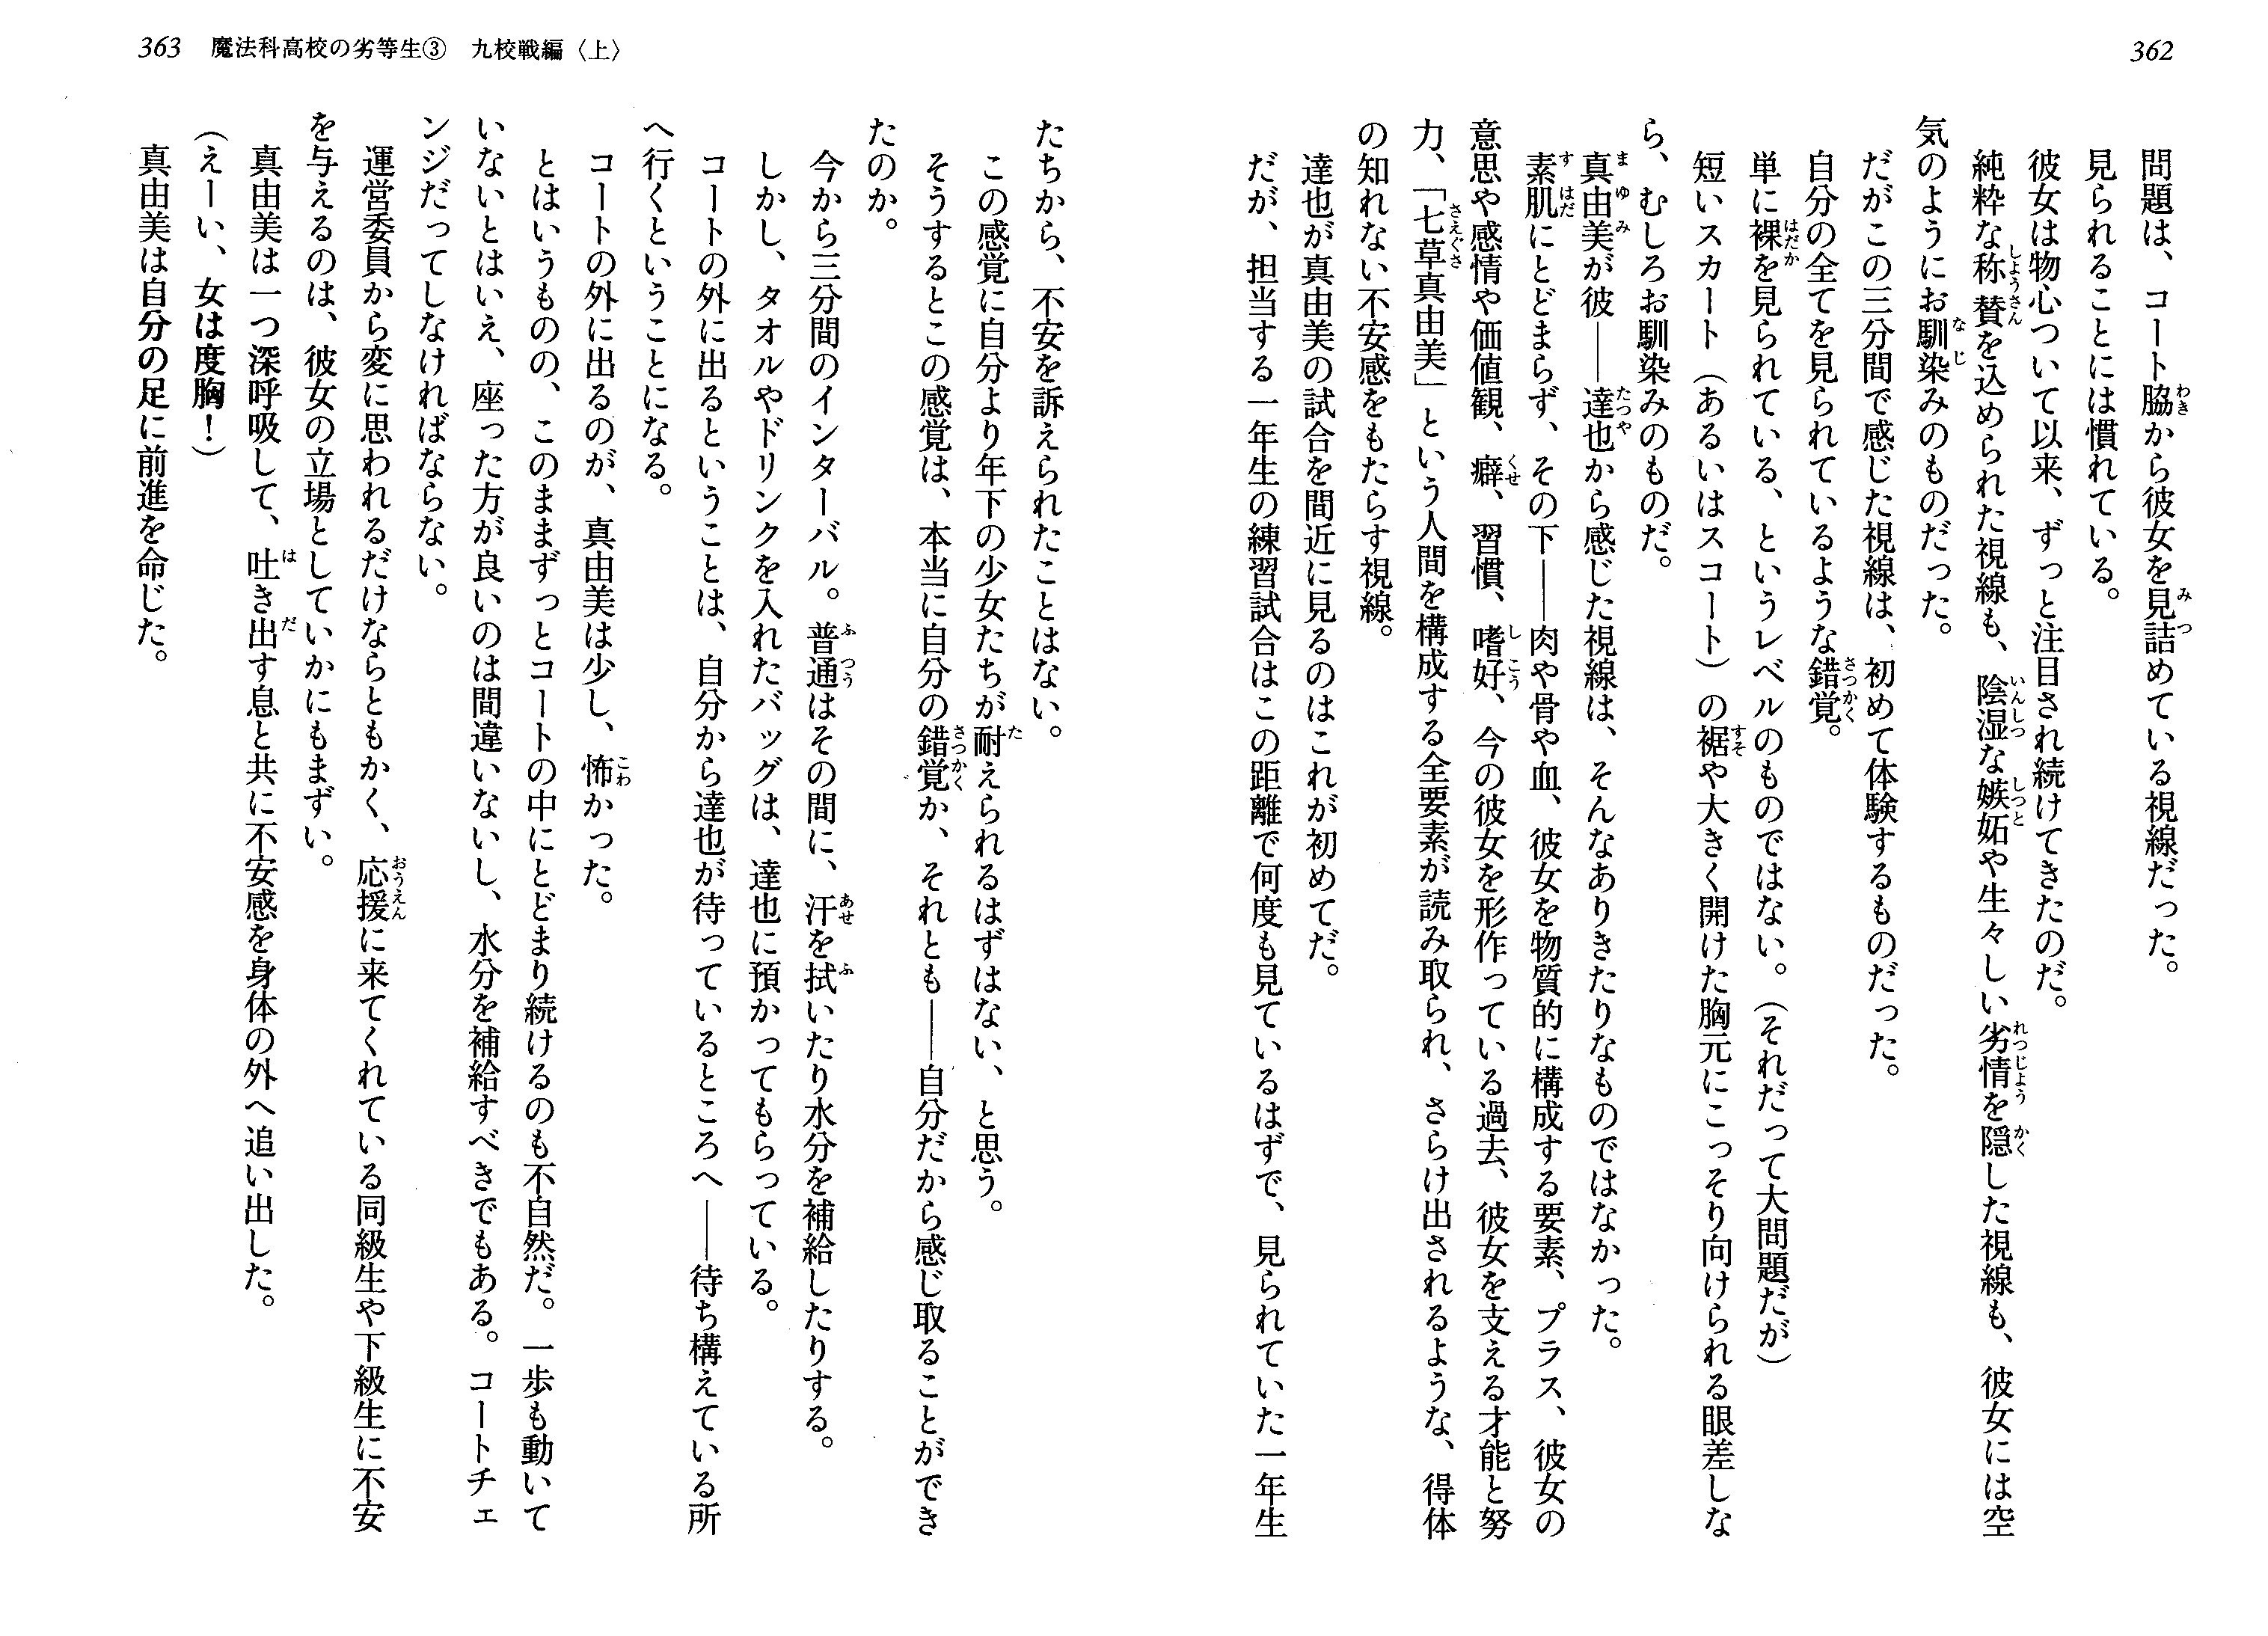 362
問題は、コート脇から彼女を見詰めている視線だった。
見られることには慣れている。
彼女は物心ついて以来、ずっと注目され続けてきたのだ。
純粋な称賛を込められた視線も、陰湿な嫉妬や生々しい劣情を隠した視線も、彼女には空
気のようにお馴染みのものだった。
だがこの三分間で感じた視線は、初めて体験するものだった。
自分の全てを見られているような錯覚。
単に裸を見られている、というレベルのものではない。（それだって大問題だが）
短いスカート（あるいはスコート）の裾や大きく開けた胸元にこっそり向けられる眼差しな
ら、むしろお馴染みのものだ。
真由美が彼――達也から感じた視線は、そんなありきたりなものではなかった。
素肌にとどまらず、その下――肉や骨や血、彼女を物質的に構成する要素、プラス、彼女の
意思や感情や価値観、癖、習慣、嗜好、今の彼女を形作っている過去、彼女を支える才能と努
力、「七草真由美」という人間を構成する全要素が読み取られ、さらけ出されるような、得体
の知れない不安感をもたらす視線。
達也が真由美の試合を間近に見るのはこれが初めてだ。
だが、担当する一年生の練習試合はこの距離で何度も見ているはずで、見られていた一年生
363 魔法科高校の劣等生③ 九校戦編〈上〉
たちから、不安を訴えられたことはない。
この感覚に自分より年下の少女たちが耐えられるはずはない、と思う。
そうするとこの感覚は、本当に自分の錯覚か、それとも――自分だから感じ取ることができ
たのか。
今から三分間のインターバル。普通はその間に、汗を拭いたり水分を補給したりする。
しかし、タオルやドリンクを入れたバッグは、達也に預かってもらっている。
コートの外に出るということは、自分から達也が待っているところへ――待ち構えている所
へ行くということになる。
コートの外に出るのが、真由美は少し、怖かった。
とはいうものの、このままずっとコートの中にとどまり続けるのも不自然だ。一歩も動いて
いないとはいえ、座った方が良いのは間違いないし、水分を補給すべきでもある。コートチェ
ンジだってしなければならない。
運営委員から変に思われるだけならともかく、応援に来てくれている同級生や下級生に不安
を与えるのは、彼女の立場としていかにもまずい。
真由美は一つ深呼吸して、吐き出す息と共に不安感を身体の外へ追い出した。
（えーい、女は度胸！）
真由美は自分の足に前進を命じた。